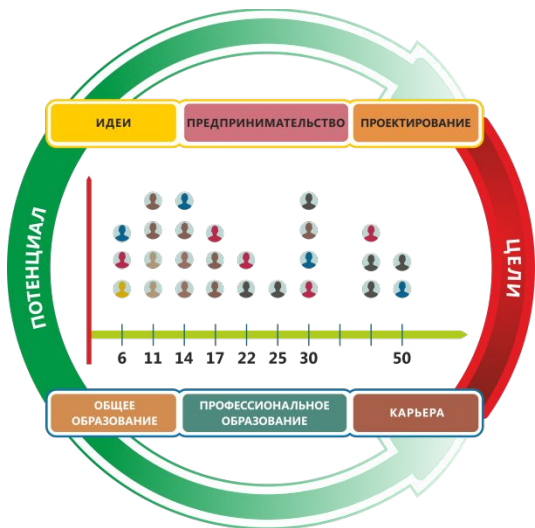 ИДЕИ
ПРЕДПРИНИМАТЕЛЬСТВО
ПРОЕКТИРОВАНИЕ
ПОТЕНЦИАЛ
ЦЕЛИ
6 11 14 17 22 25 30 50
ОБЩЕЕ
ОБРАЗОВАНИЕ
ПРОФЕССИОНАЛЬНОЕ
ОБРАЗОВАНИЕ
КАРЬЕРА